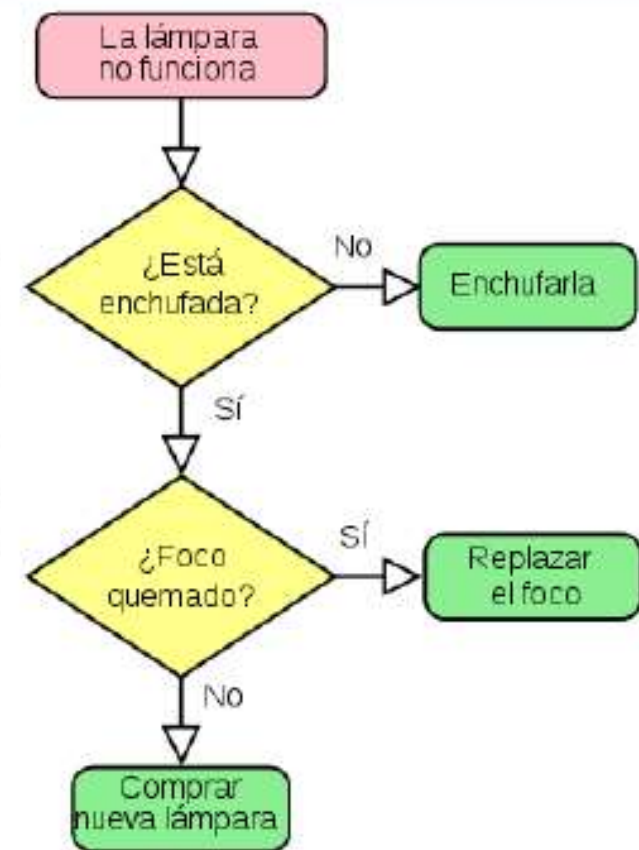 La lámpara
no funciona
¿Está
enchufada?
No
Enchufarla
Sí
¿Foco
quemado?
Sí
Replazar
el foco
No
Comprar
nueva lámpara